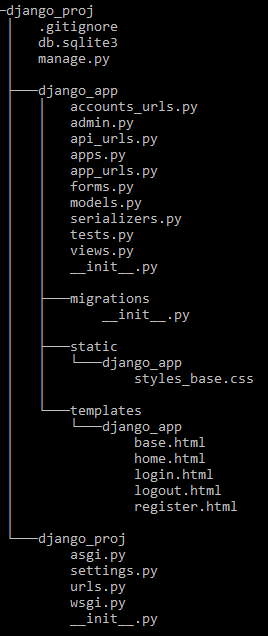 django_proj
.gitignore
db.sqlite3
manage.py
django_app
accounts_urls.py
admin.py
api_urls.py
apps.py
app_urls.py
forms.py
models.py
serializers.py
tests.py
views.py
__init__.py
migrations
__init__.py
static
django_app
styles_base.css
templates
django_app
base.html
home.html
login.html
logout.html
register.html
django_proj
asgi.py
settings.py
urls.py
wsgi.py
__init__.py